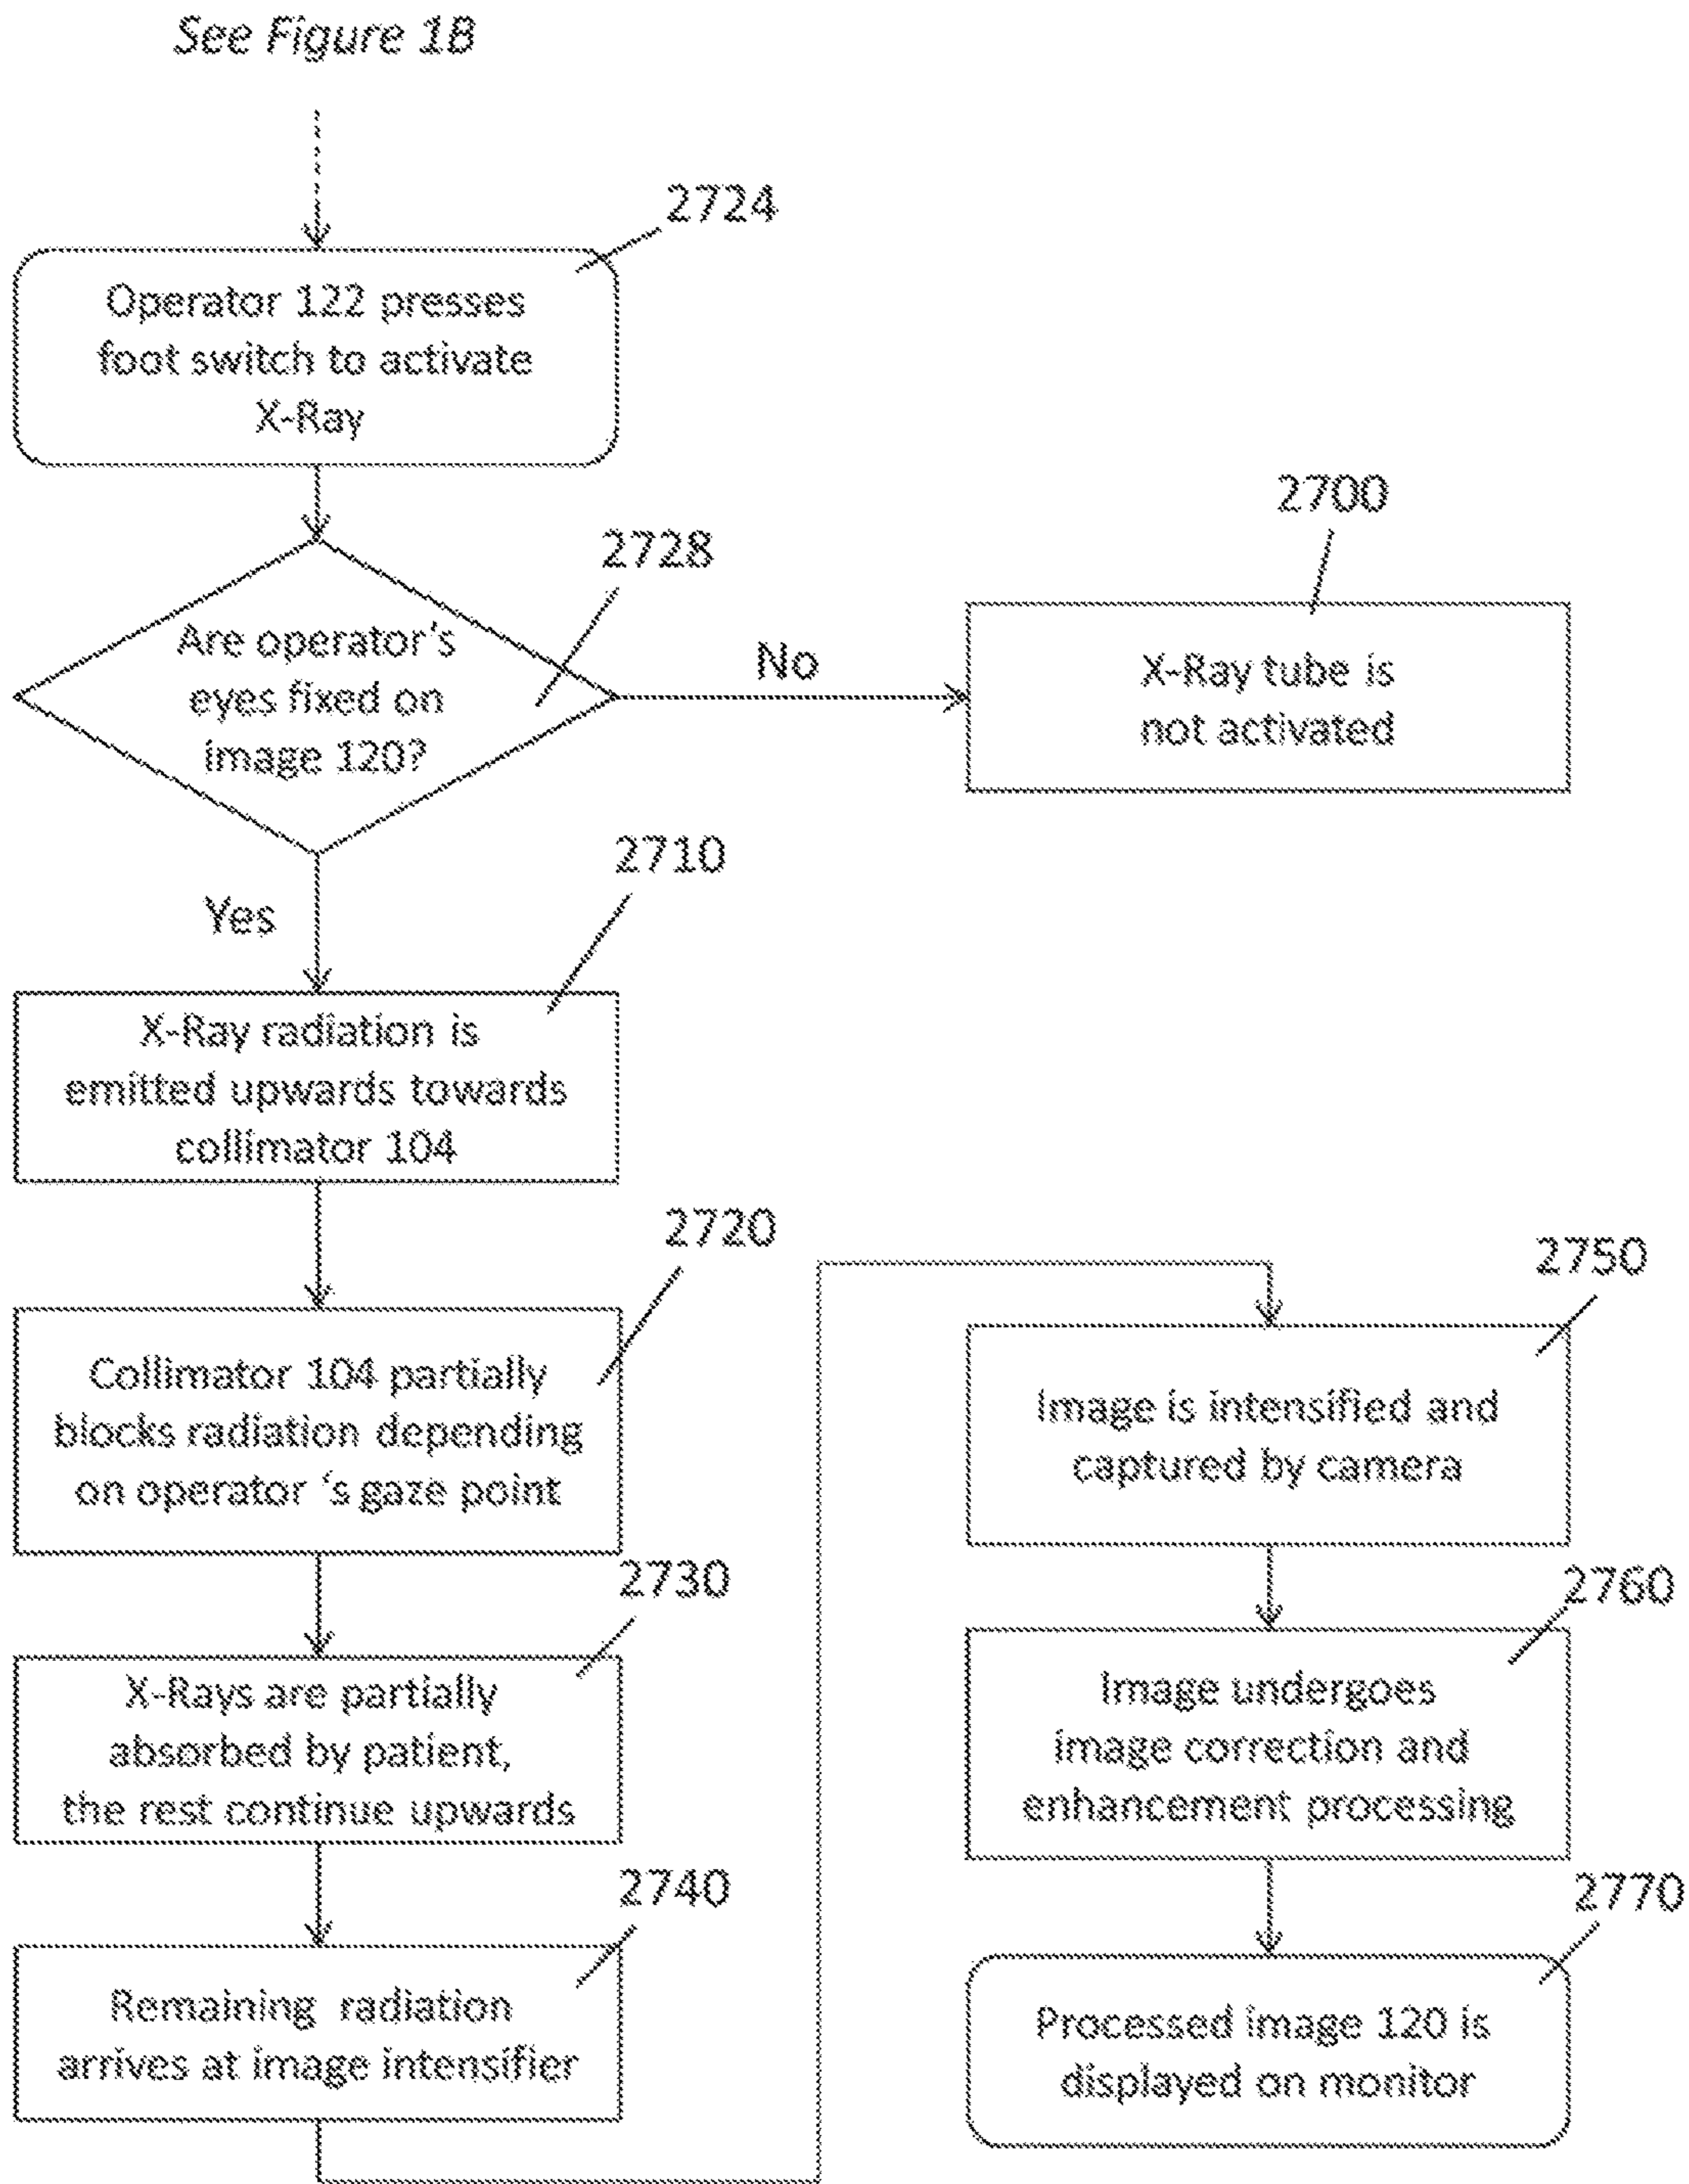 See Figure 1B
2724
Operator 122 presses
foot switch to activate
X-Ray
2728
Are operator's
eyes fixed on
image 120?
No
2700
X-Ray tube is
not activated
Yes
2710
X-Ray radiation is
emitted upwards towards
collimator 104
2720
Collimator 104 partially
blocks radiation depending
on operator 's gaze point
2730
X-Rays are partially
absorbed by patient,
the rest continue upwards
2740
Remaining radiation
arrives at image intensifier
2750
Image is intensified and
captured by camera
2760
Image undergoes
image correction and
enhancement processing
2770
Processed image 120 is
displayed on monitor